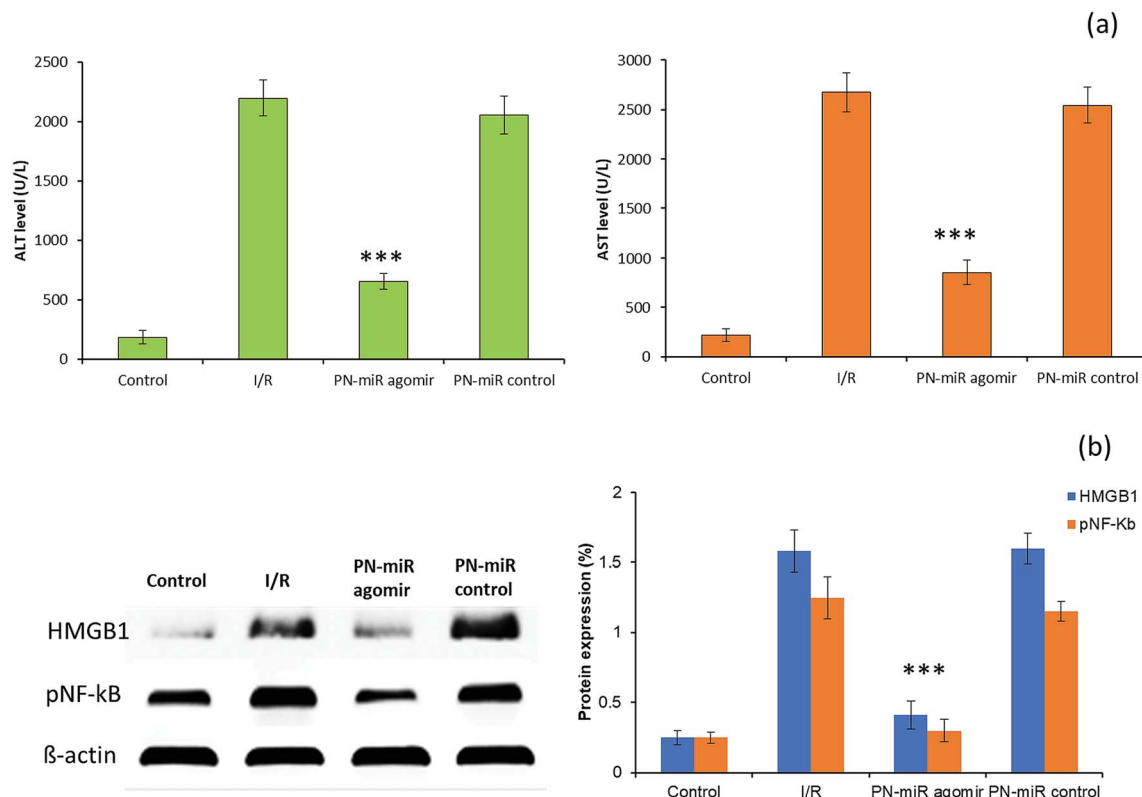 (a)
2500
2000
1500
1000
500
0
ALT level (U/L)
***
Control I/R PN-miR agomir PN-miR control
3000
2500
2000
1500
1000
500
0
AST level (U/L)
***
Control I/R PN-miR agomir PN-miR control
(b)
Control I/R PN-miR agomir PN-miR control
HMGB1
pNF-kB
ß-actin
2
1.5
1
0.5
0
Protein expression (%)
HMGB1
pNF-Kb
***
Control I/R PN-miR agomir PN-miR control